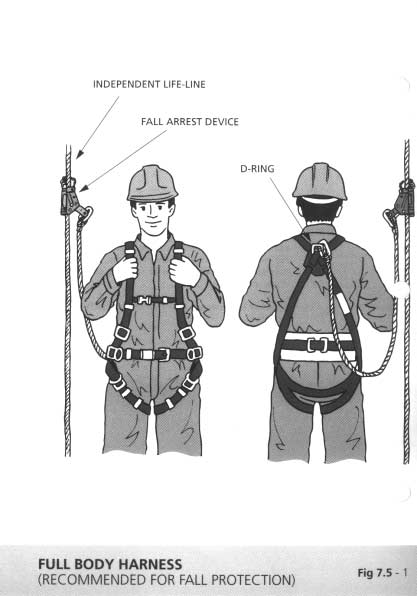 INDEPENDENT LIFE-LINE
FALL ARREST DEVICE
D-RING
FULL BODY HARNESS
(RECOMMENDED FOR FALL PROTECTION)
Fig 7.5 - 1